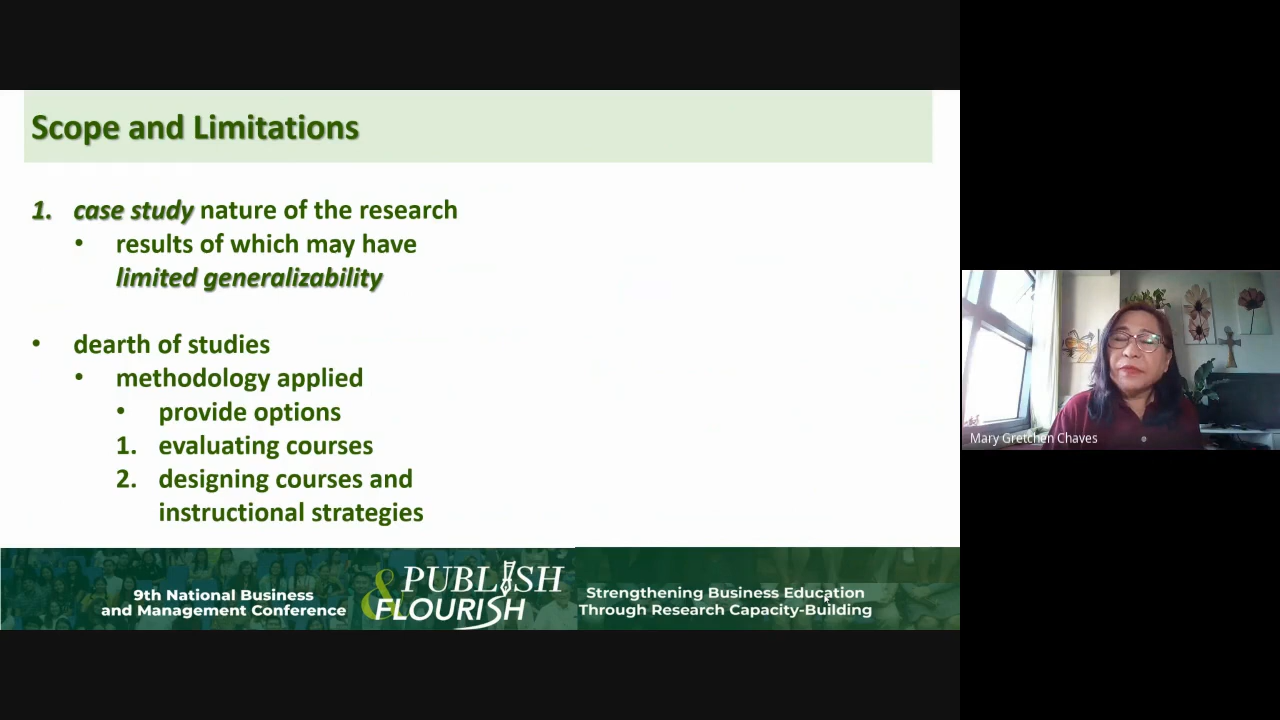 Scope and Limitations
1. case study nature of the research
• results of which may have
limited generalizability
• dearth of studies
• methodology applied
• provide options
1. evaluating courses
2. designing courses and
instructional strategies
9th National Business
and Management Conference
PUBLISH
& FLOURISH
Strengthening Business Education
Through Research Capacity-Building
Mary Gretchen Chaves